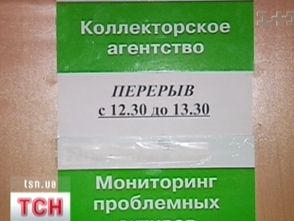 Коллекторское
агентство
ПЕРЕРЫВ
с 12.30 до 13.30
Мониторинг
проблемных
tsn.ua
ТСН